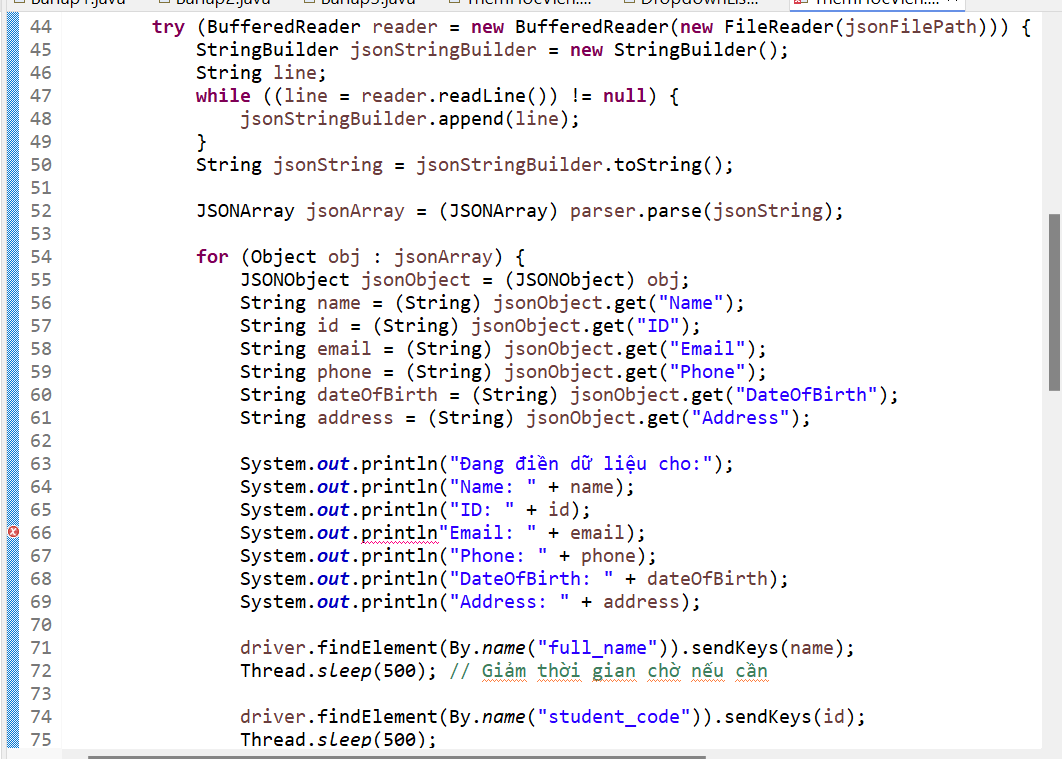 44 try (BufferedReader reader = new BufferedReader(new FileReader(jsonFilePath))) {
45 StringBuilder jsonStringBuilder = new StringBuilder();
46 String line;
47 while ((line = reader.readLine()) != null) {
48 jsonStringBuilder.append(line);
49 }
50 String jsonString = jsonStringBuilder.toString();
51
52 JSONArray jsonArray = (JSONArray) parser.parse(jsonString);
53
54 for (Object obj : jsonArray) {
55 JSONObject jsonObject = (JSONObject) obj;
56 String name = (String) jsonObject.get("Name");
57 String id = (String) jsonObject.get("ID");
58 String email = (String) jsonObject.get("Email");
59 String phone = (String) jsonObject.get("Phone");
60 String dateOfBirth = (String) jsonObject.get("DateOfBirth");
61 String address = (String) jsonObject.get("Address");
62
63 System.out.println("Đang điền dữ liệu cho:");
64 System.out.println("Name: " + name);
65 System.out.println("ID: " + id);
66 System.out.println"Email: " + email);
67 System.out.println("Phone: " + phone);
68 System.out.println("DateOfBirth: " + dateOfBirth);
69 System.out.println("Address: " + address);
70
71 driver.findElement(By.name("full_name")).sendKeys(name);
72 Thread.sleep(500); // Giảm thời gian chờ nếu cần
73
74 driver.findElement(By.name("student_code")).sendKeys(id);
75 Thread.sleep(500);